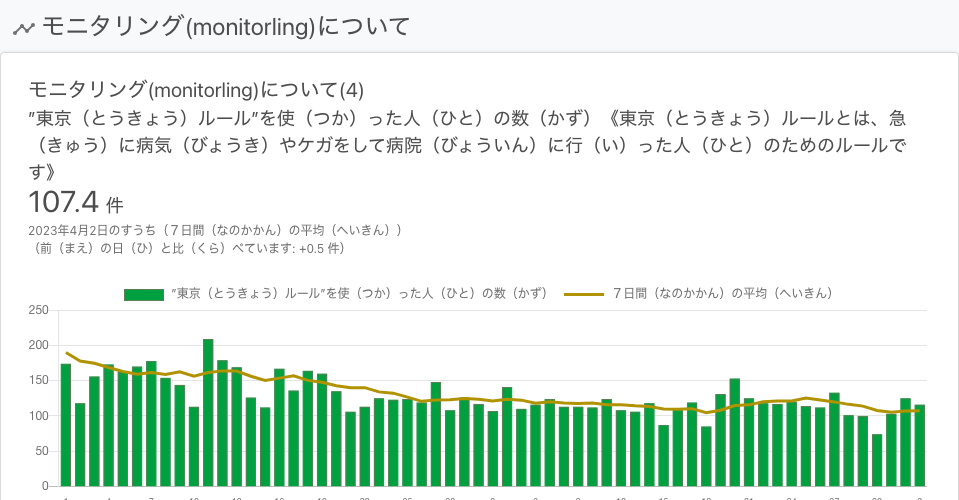 モニタリング(monitorling)について
モニタリング(monitorling)について(4)
”東京（とうきょう）ルール”を使（つか）った人（ひと）の数（かず）《東京（とうきょう）ルールとは、急
（きゅう）に病気（びょうき）やケガをして病院（びょういん）に行（い）った人（ひと）のためのルールで
す》
107.4 件
2023年4月2日のすうち（７日間（なのかかん）の平均（へいきん））
（前（まえ）の日（ひ）と比（くら）べています: +0.5 件）
”東京（とうきょう）ルール”を使（つか）った人（ひと）の数（かず） ７日間（なのかかん）の平均（へいきん）
250
200
150
100
50
0